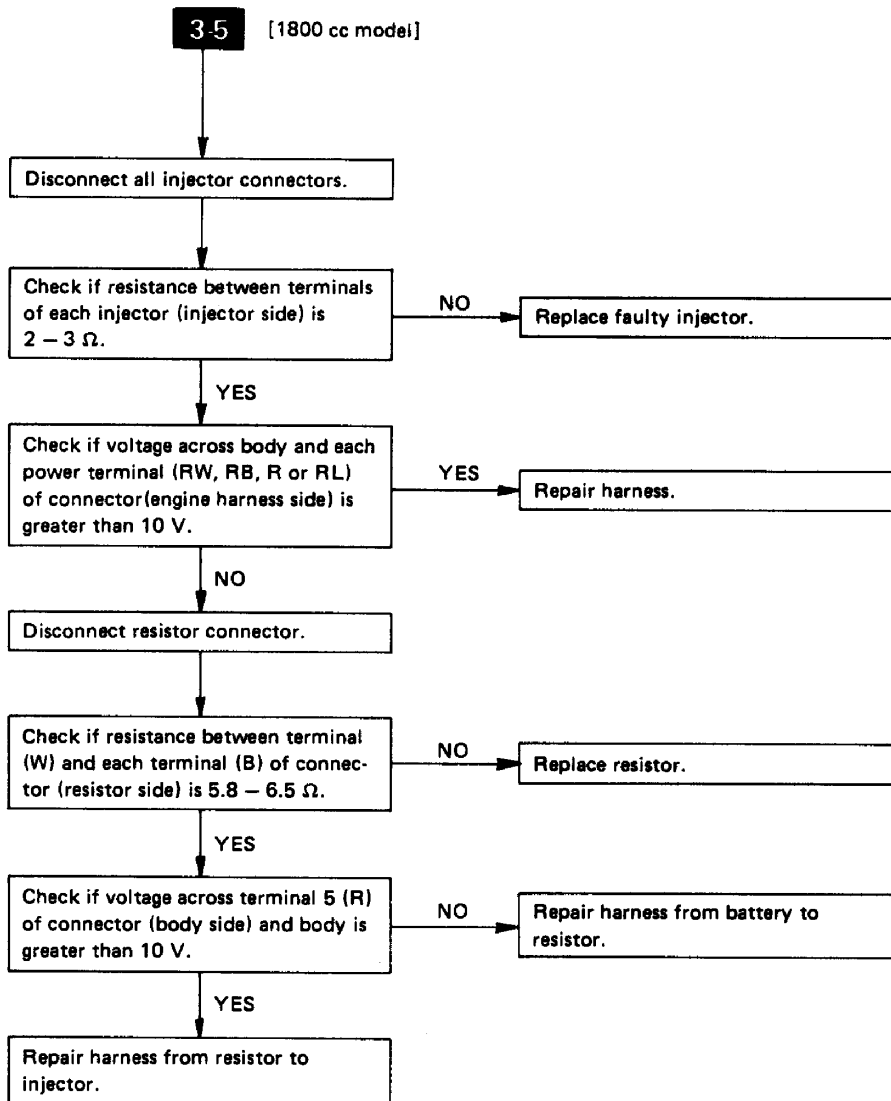 3-5 [1800 cc model]
Disconnect all injector connectors.
Check if resistance between terminals
of each injector (injector side) is
2 – 3 Ω.
NO
Replace faulty injector.
YES
Check if voltage across body and each
power terminal (RW, RB, R or RL)
of connector(engine harness side) is
greater than 10 V.
YES
Repair harness.
NO
Disconnect resistor connector.
Check if resistance between terminal
(W) and each terminal (B) of connec-
tor (resistor side) is 5.8 – 6.5 Ω.
NO
Replace resistor.
YES
Check if voltage across terminal 5 (R)
of connector (body side) and body is
greater than 10 V.
NO
Repair harness from battery to
resistor.
YES
Repair harness from resistor to
injector.